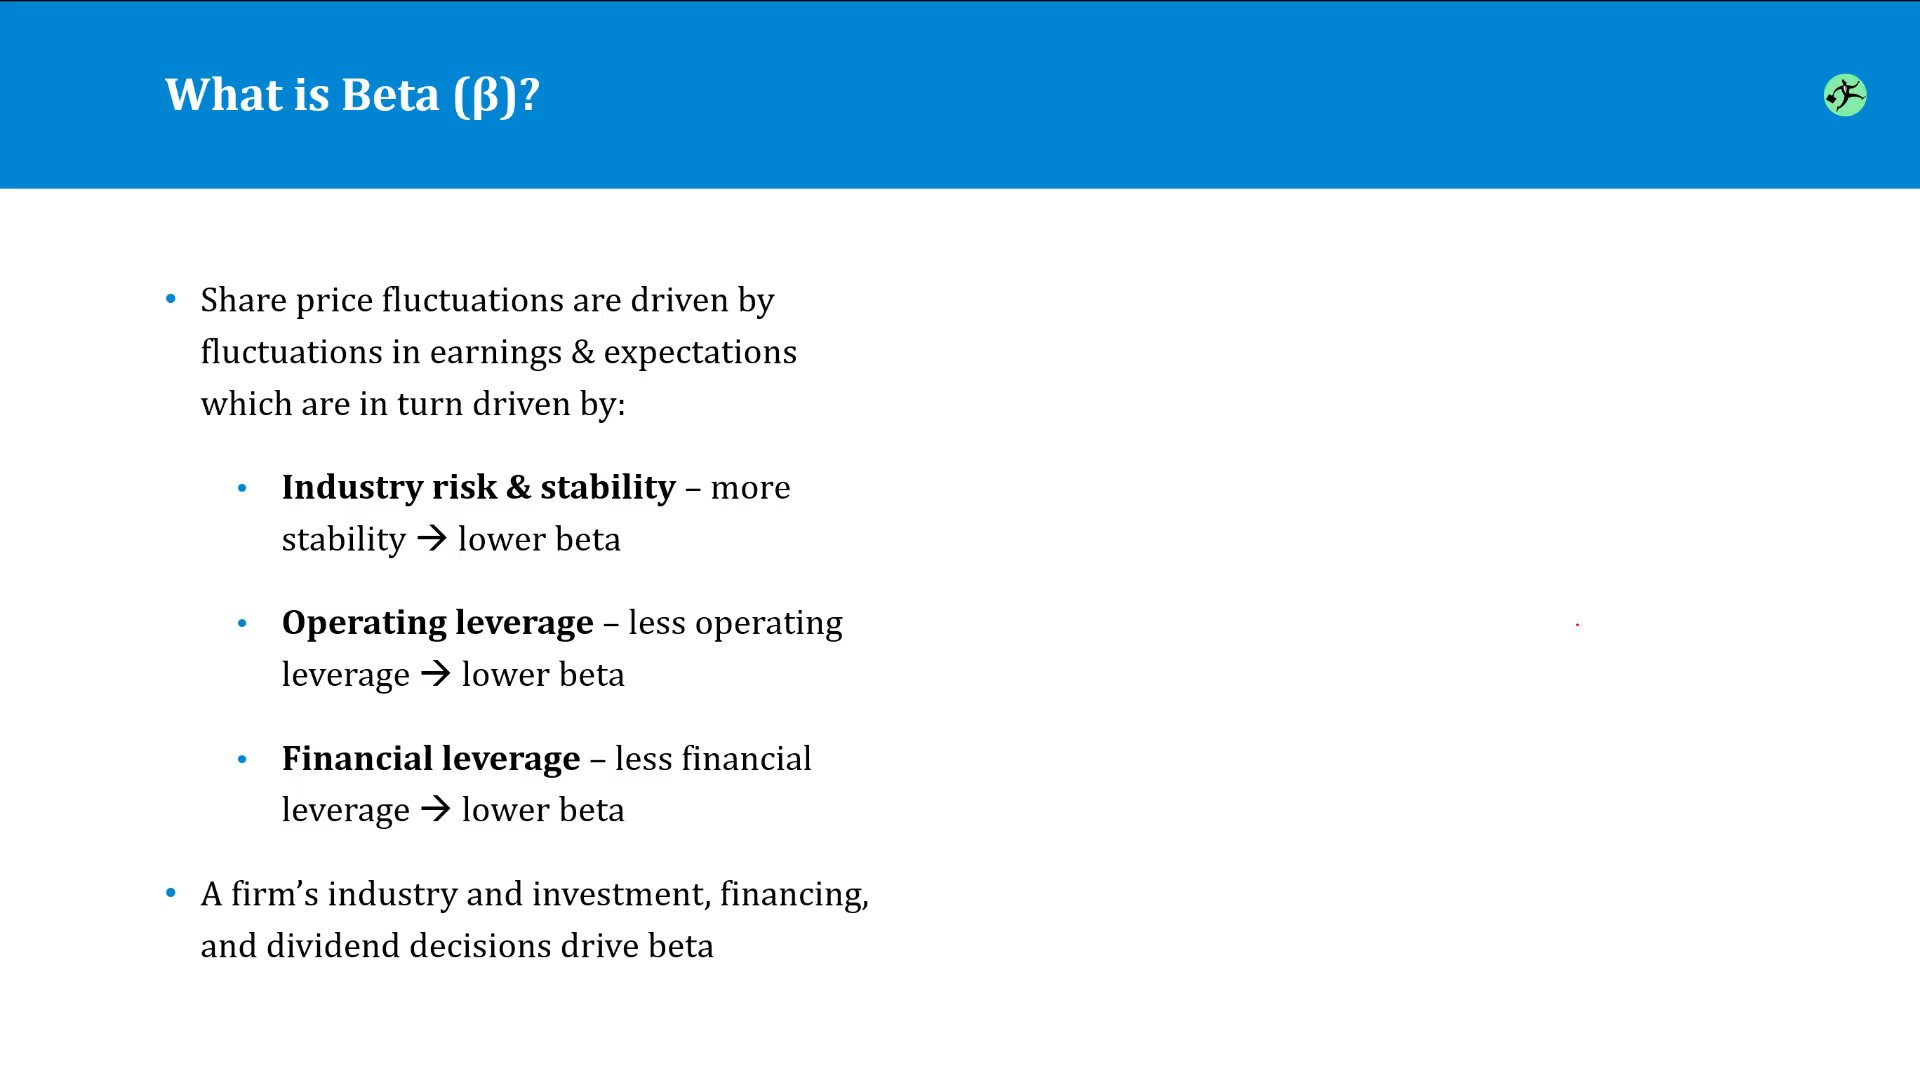 What is Beta (β)?
• Share price fluctuations are driven by
fluctuations in earnings & expectations
which are in turn driven by:
• Industry risk & stability – more
stability → lower beta
• Operating leverage – less operating
leverage → lower beta
• Financial leverage – less financial
leverage → lower beta
• A firm’s industry and investment, financing,
and dividend decisions drive beta